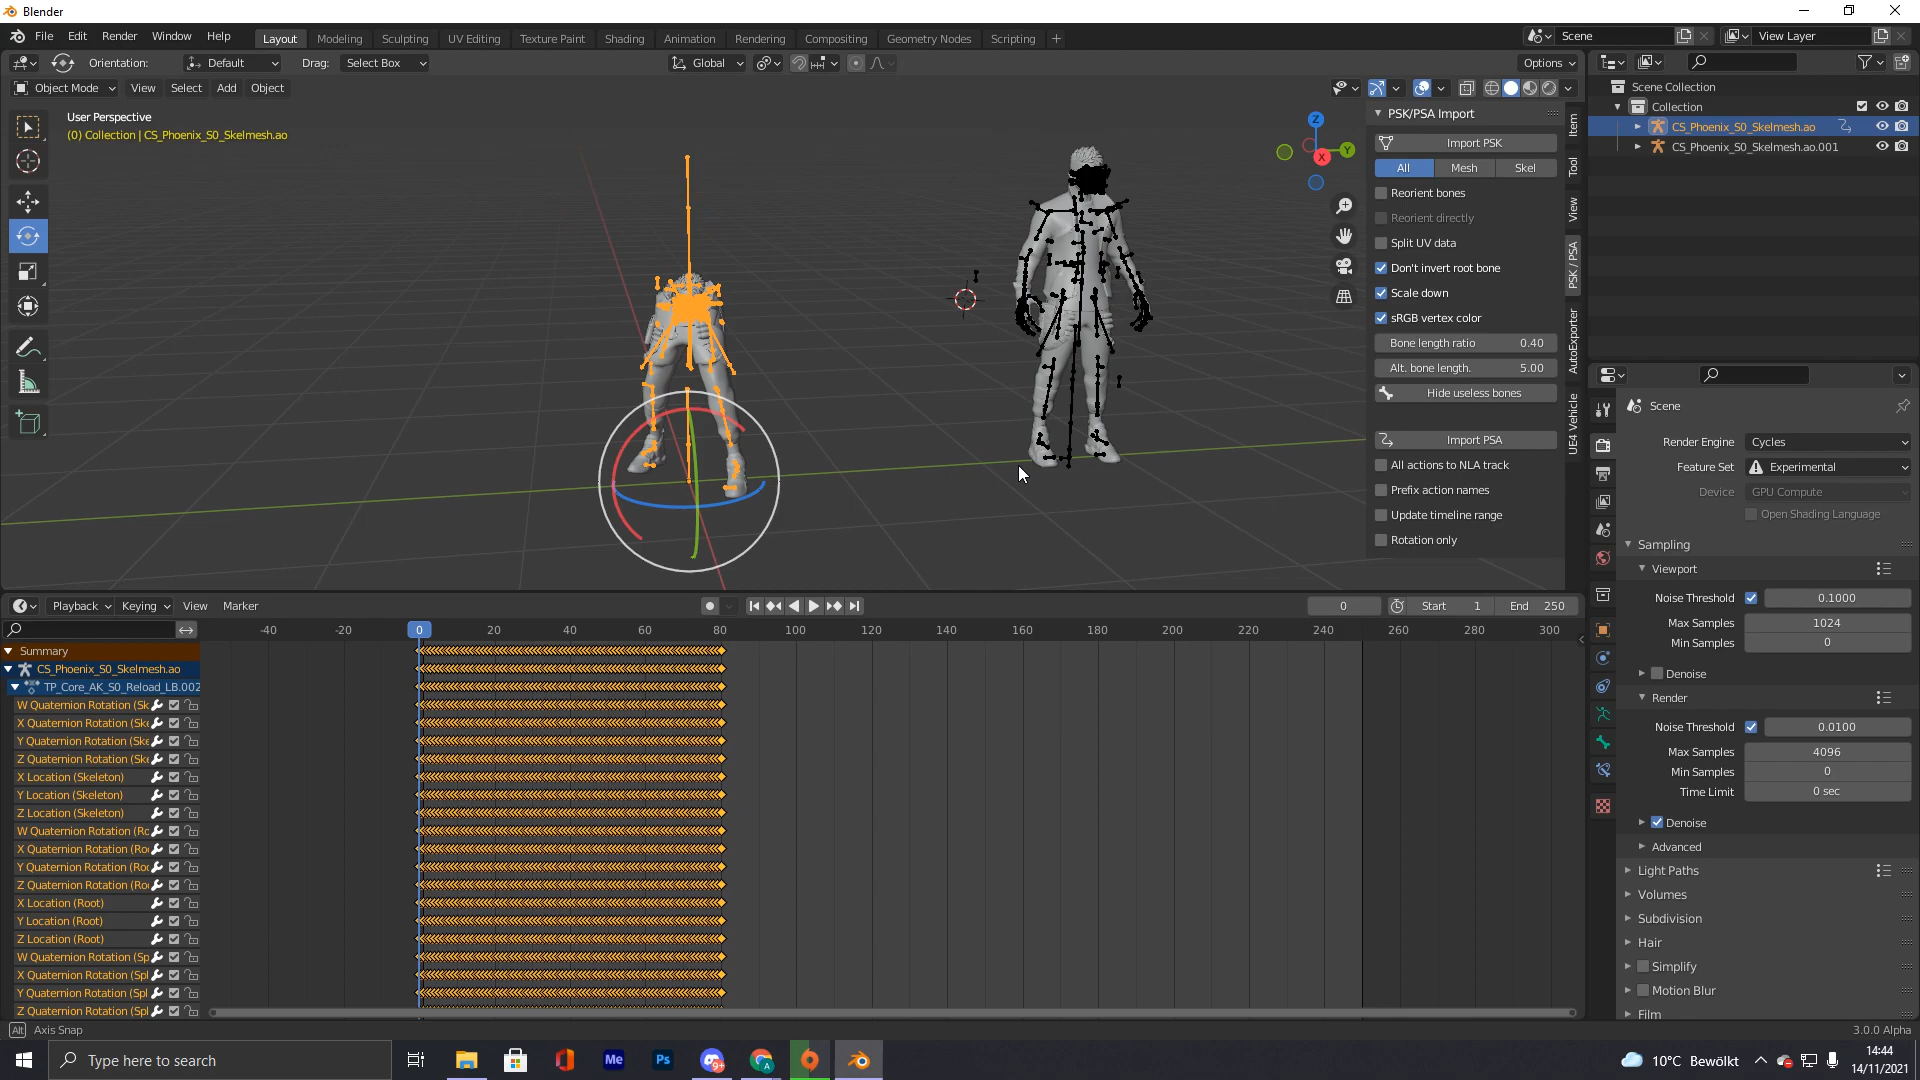 Blender
File Edit Render Window Help Layout Modeling Sculpting UV Editing Texture Paint Shading Animation Rendering Compositing Geometry Nodes Scripting + Scene View Layer
Orientation: Default Drag: Select Box Global Options
Object Mode View Select Add Object
User Perspective
(0) Collection | CS_Phoenix_S0_Skelmesh.ao
Z
Y
X
PSK/PSA Import
Import PSK
All Mesh Skel
Reorient bones
Reorient directly
Split UV data
Don't invert root bone
Scale down
sRGB vertex color
Bone length ratio 0.40
Alt. bone length. 5.00
Hide useless bones
Import PSA
All actions to NLA track
Prefix action names
Update timeline range
Rotation only
Item
Tool
View
PSK / PSA
AutoExporter
UE4 Vehicle
Scene Collection
Collection
CS_Phoenix_S0_Skelmesh.ao
CS_Phoenix_S0_Skelmesh.ao.001
Scene
Render Engine Cycles
Feature Set Experimental
Device GPU Compute
Open Shading Language
Sampling
Viewport
Noise Threshold 0.1000
Max Samples 1024
Min Samples 0
Denoise
Render
Noise Threshold 0.0100
Max Samples 4096
Min Samples 0
Time Limit 0 sec
Denoise
Advanced
Light Paths
Volumes
Subdivision
Hair
Simplify
Motion Blur
Film
Playback Keying View Marker 0 Start 1 End 250
-40 -20 0 20 40 60 80 100 120 140 160 180 200 220 240 260 280 300
Summary
CS_Phoenix_S0_Skelmesh.ao
TP_Core_AK_S0_Reload_LB.002
W Quaternion Rotation (Sk
X Quaternion Rotation (Ske
Y Quaternion Rotation (Ske
Z Quaternion Rotation (Ske
X Location (Skeleton)
Y Location (Skeleton)
Z Location (Skeleton)
W Quaternion Rotation (Ro
X Quaternion Rotation (Roo
Y Quaternion Rotation (Roo
Z Quaternion Rotation (Roo
X Location (Root)
Y Location (Root)
Z Location (Root)
W Quaternion Rotation (Sp
X Quaternion Rotation (Spl
Y Quaternion Rotation (Spl
Z Quaternion Rotation (Spl
Alt Axis Snap
3.0.0 Alpha
Type here to search
Me
Ps
9+
A
10°C Bewölkt
14:44
14/11/2021